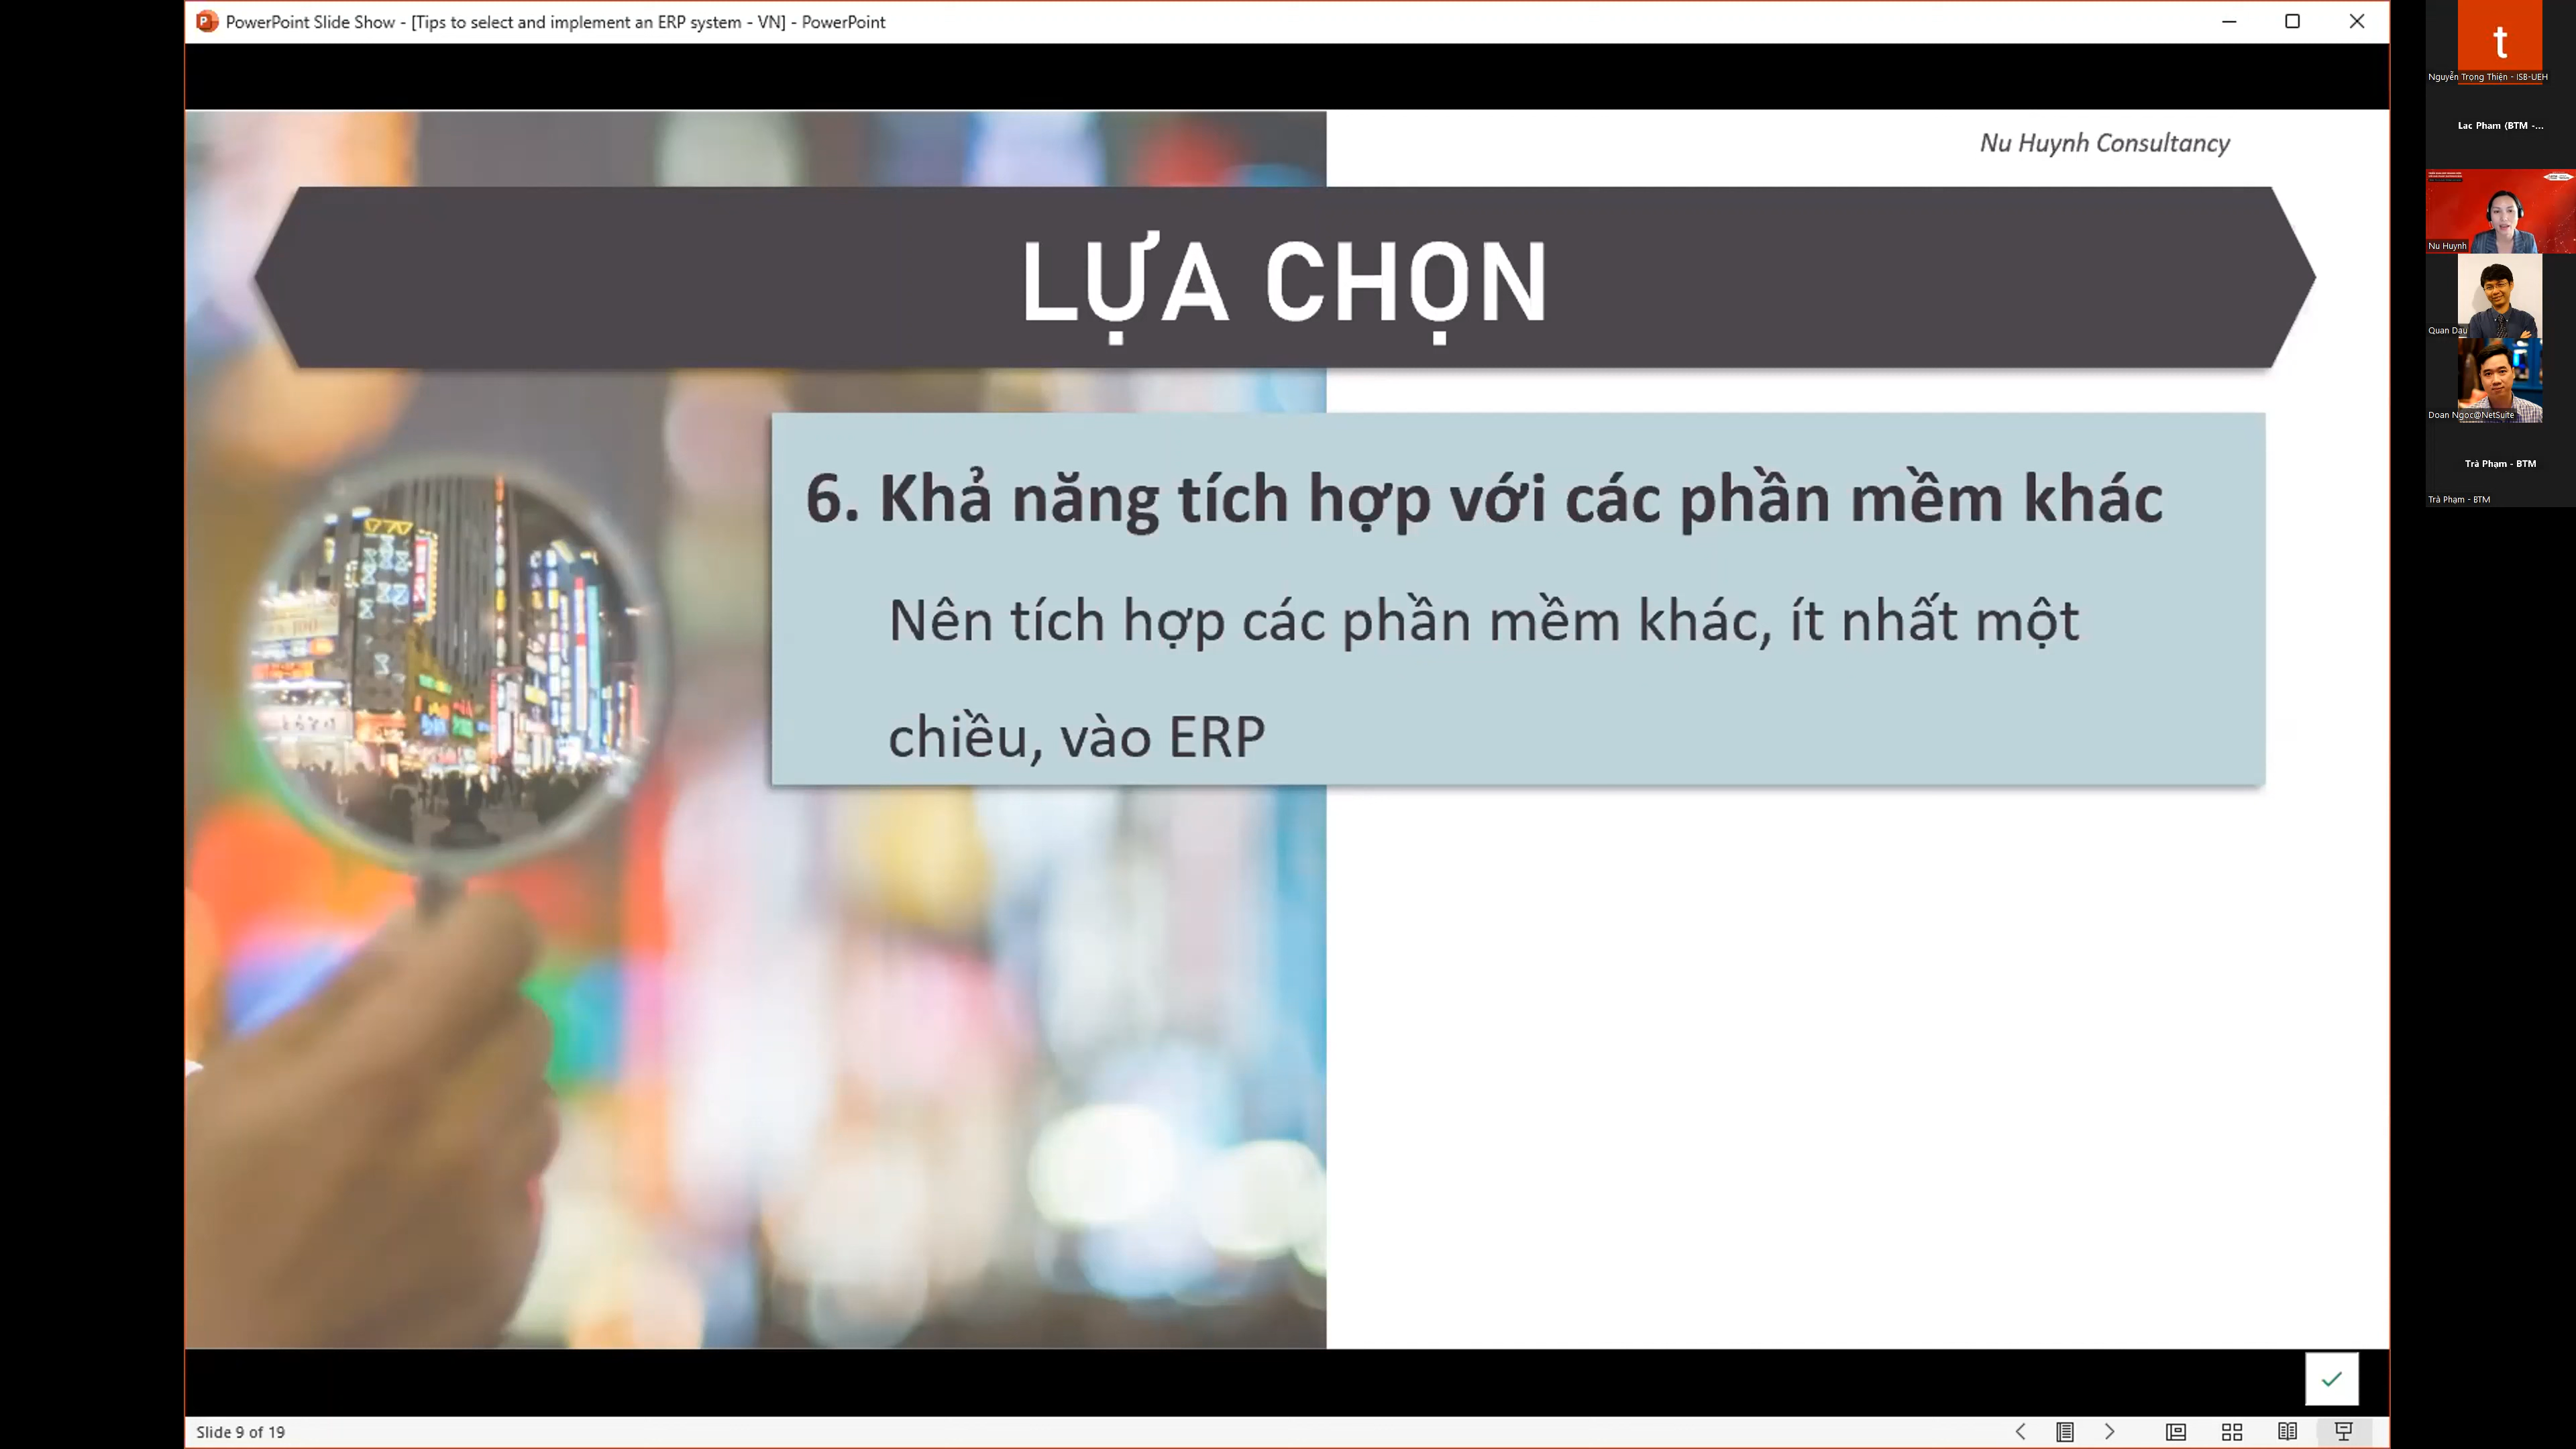 PowerPoint Slide Show - [Tips to select and implement an ERP system - VN] - PowerPoint
Nu Huynh Consultancy
LỰA CHỌN
6. Khả năng tích hợp với các phần mềm khác
Nên tích hợp các phần mềm khác, ít nhất một
chiều, vào ERP
Slide 9 of 19
t
Nguyễn Trọng Thiện - ISB-UEH
Lac Pham (BTM -...
Nu Huynh
Quan Dau
Doan Ngoc@NetSuite
Trà Phạm - BTM
Trà Phạm - BTM